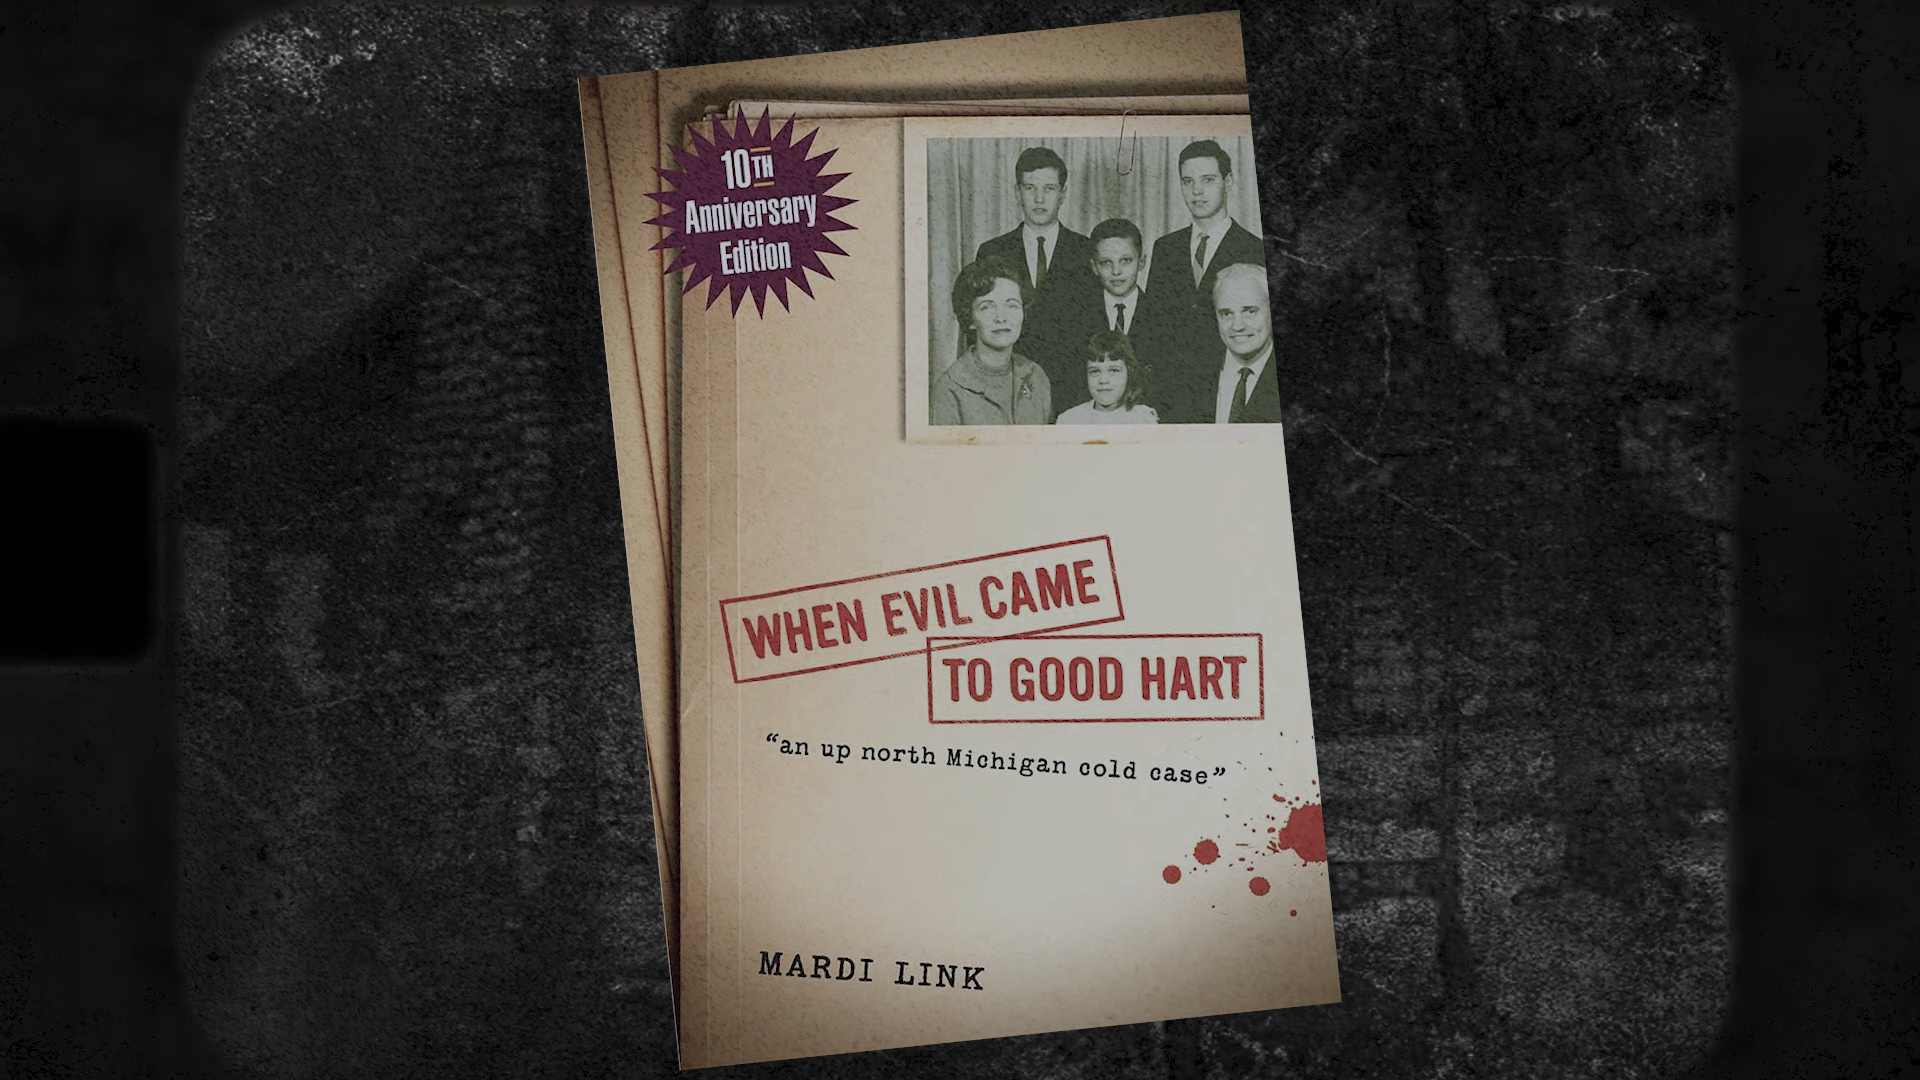 10TH
Anniversary
Edition
WHEN EVIL CAME
TO GOOD HART
“an up north Michigan cold case”
MARDI LINK